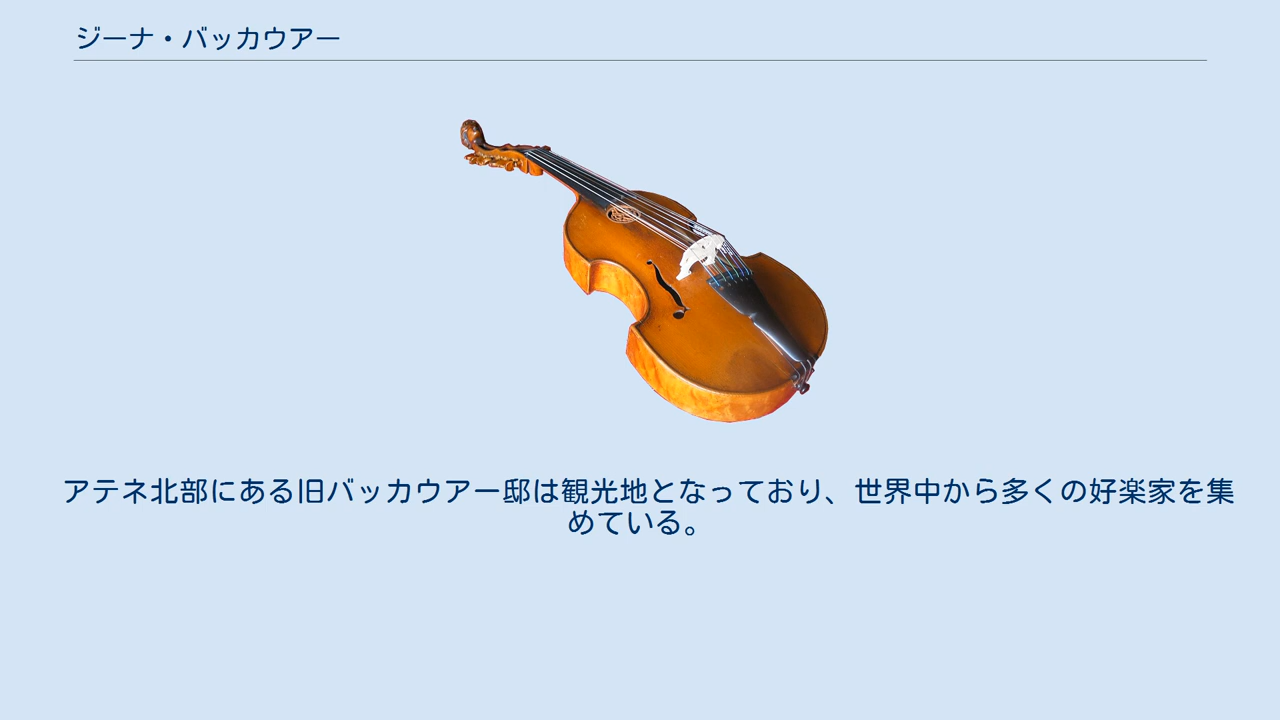 ジーナ・バッカウアー
アテネ北部にある旧バッカウアー邸は観光地となっており、世界中から多くの好楽家を集
めている。